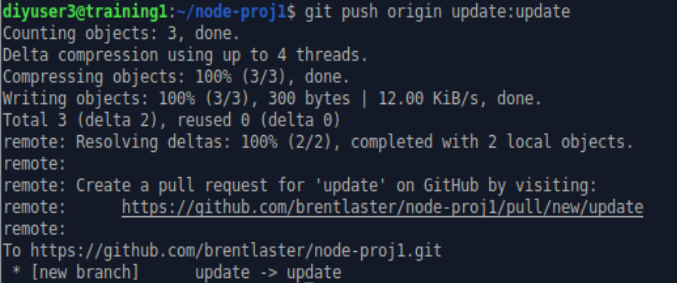 diyuser3@training1:~/node-proj1$ git push origin update:update
Counting objects: 3, done.
Delta compression using up to 4 threads.
Compressing objects: 100% (3/3), done.
Writing objects: 100% (3/3), 300 bytes | 12.00 KiB/s, done.
Total 3 (delta 2), reused 0 (delta 0)
remote: Resolving deltas: 100% (2/2), completed with 2 local objects.
remote:
remote: Create a pull request for 'update' on GitHub by visiting:
remote:      https://github.com/brentlaster/node-proj1/pull/new/update
remote:
To https://github.com/brentlaster/node-proj1.git
 * [new branch]      update -> update